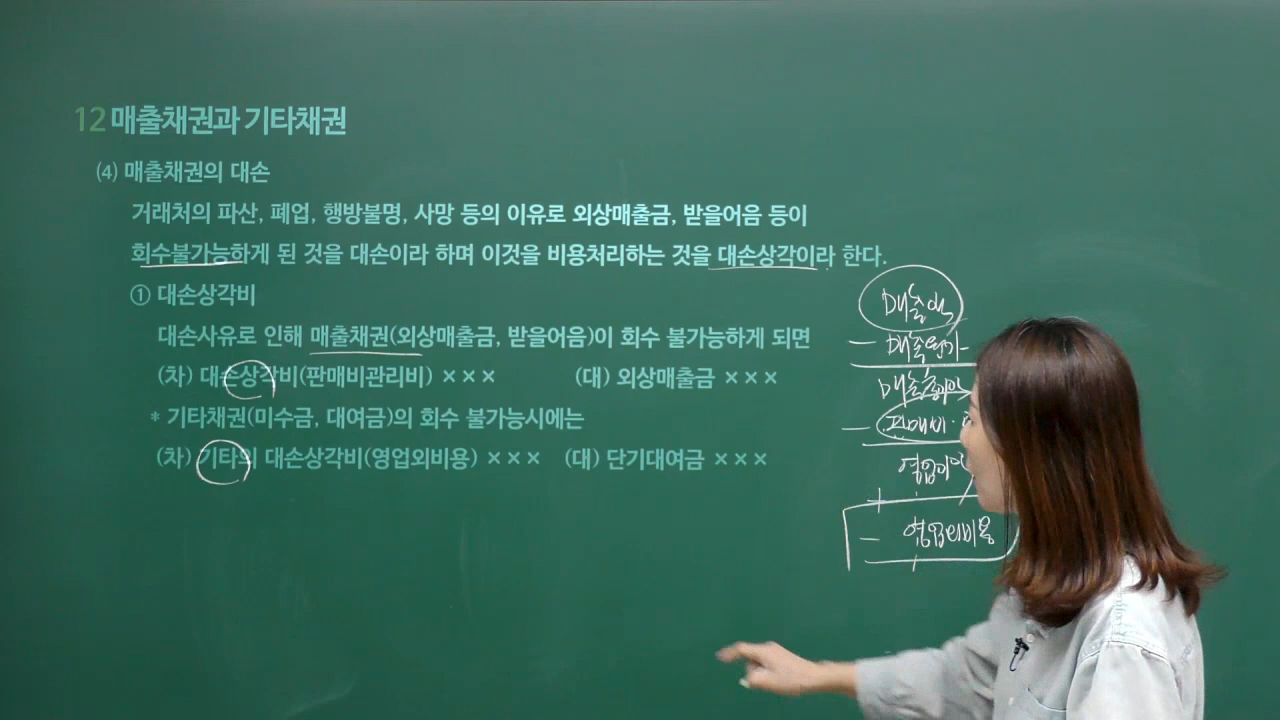 12 매출채권과 기타채권
(4) 매출채권의 대손
거래처의 파산, 폐업, 행방불명, 사망 등의 이유로 외상매출금, 받을어음 등이
회수불가능하게 된 것을 대손이라 하며 이것을 비용처리하는 것을 대손상각이라 한다.
① 대손상각비
대손사유로 인해 매출채권(외상매출금, 받을어음)이 회수 불가능하게 되면
(차) 대손상각비(판매비관리비) ××× (대) 외상매출금 ×××
* 기타채권(미수금, 대여금)의 회수 불가능시에는
(차) 기타의 대손상각비(영업외비용) ××× (대) 단기대여금 ×××
매출액
- 매출원가
매출총이익
- 판매비·
영업이익
- 영업외비용